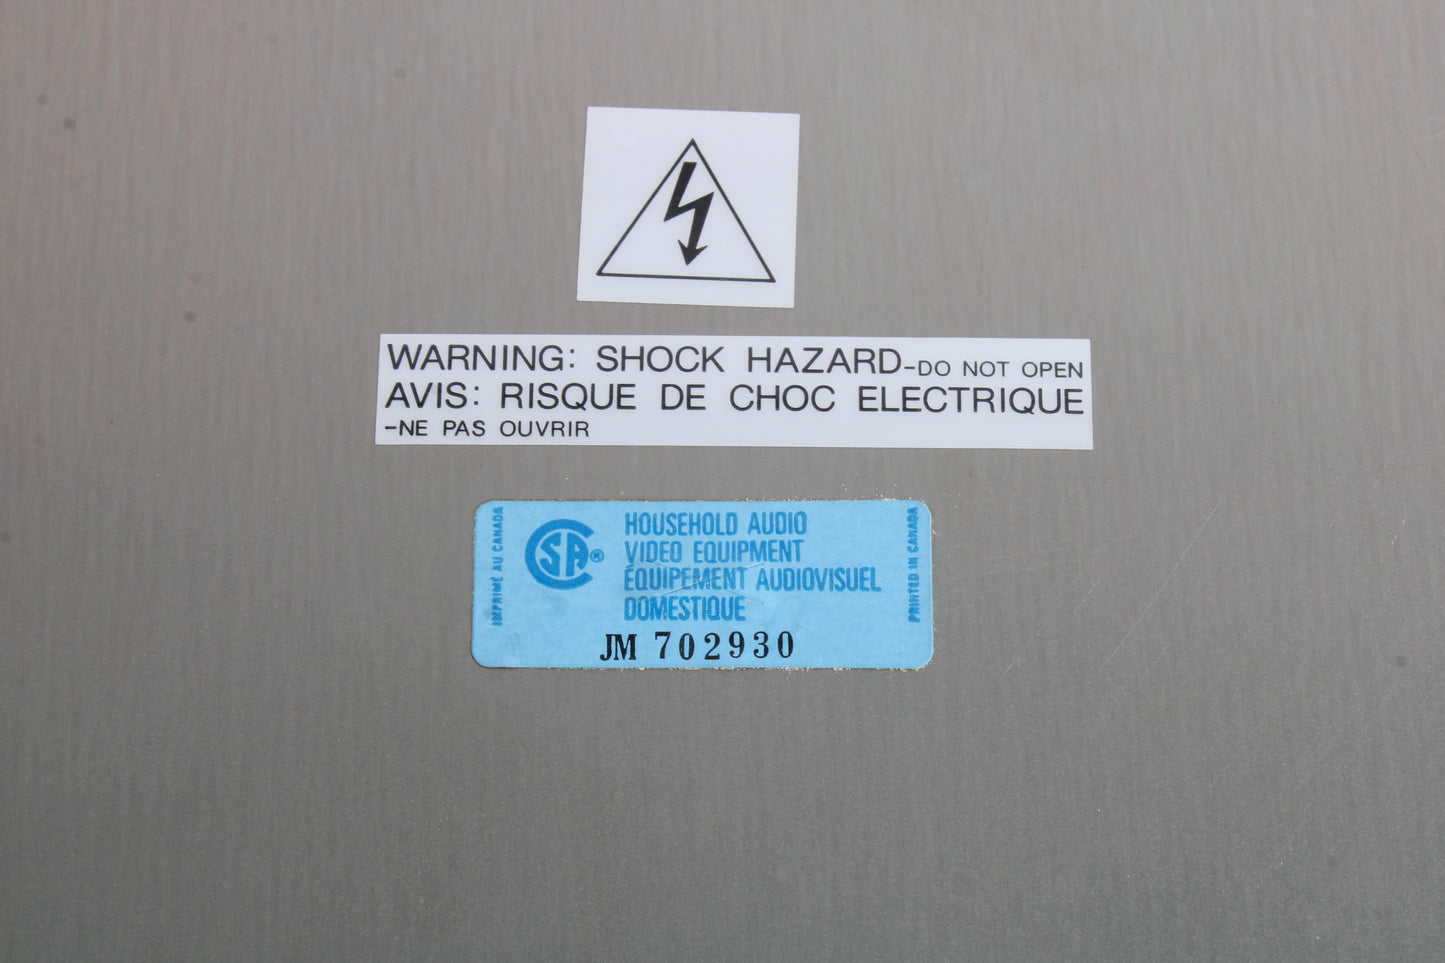 WARNING: SHOCK HAZARD-DO NOT OPEN
AVIS: RISQUE DE CHOC ELECTRIQUE
-NE PAS OUVRIR
IMPRIMÉ AU CANADA
CSA®
HOUSEHOLD AUDIO
VIDEO EQUIPMENT
ÉQUIPEMENT AUDIOVISUEL
DOMESTIQUE
JM 702930
PRINTED IN CANADA